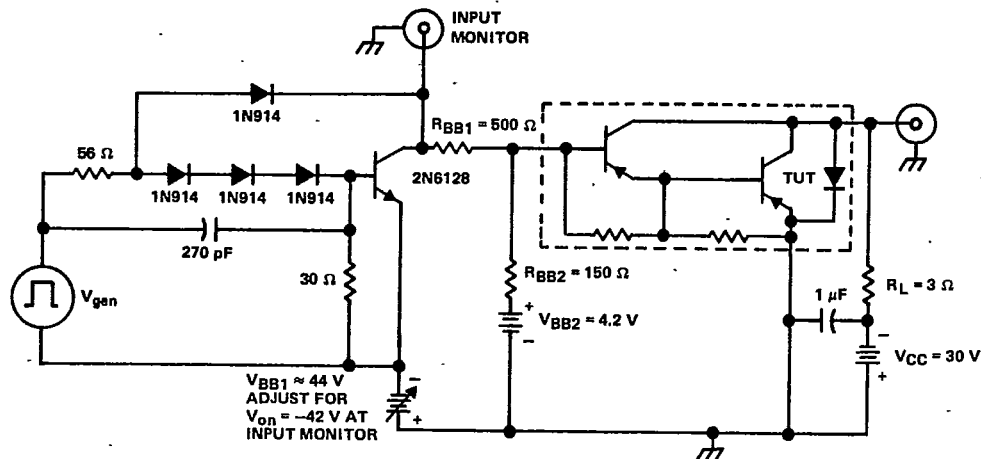 INPUT
MONITOR
1N914
R_BB1 = 500 Ω
56 Ω
1N914
1N914
1N914
2N6128
TUT
270 pF
30 Ω
V_gen
R_BB2 = 150 Ω
+
V_BB2 = 4.2 V
−
1 μF
R_L = 3 Ω
−
V_CC = 30 V
+
V_BB1 ≈ 44 V
ADJUST FOR
V_on = −42 V AT
INPUT MONITOR
−
+